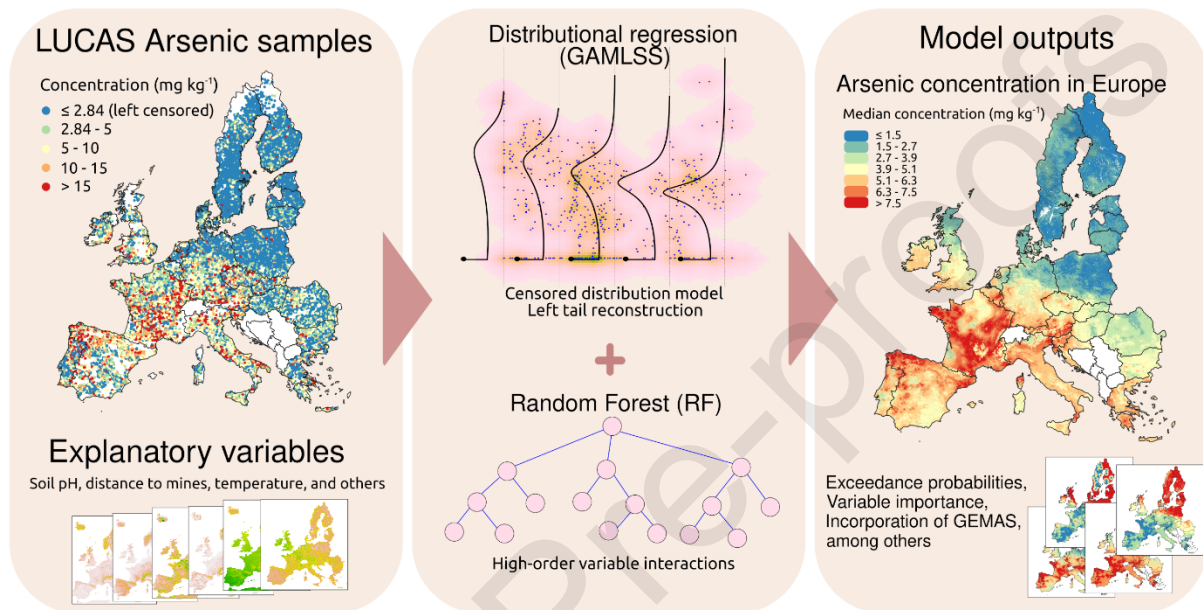 LUCAS Arsenic samples
Concentration (mg kg⁻¹)
≤ 2.84 (left censored)
2.84 - 5
5 - 10
10 - 15
> 15
Explanatory variables
Soil pH, distance to mines, temperature, and others
Distributional regression
(GAMLSS)
Censored distribution model
Left tail reconstruction
+
Random Forest (RF)
High-order variable interactions
Model outputs
Arsenic concentration in Europe
Median concentration (mg kg⁻¹)
≤ 1.5
1.5 - 2.7
2.7 - 3.9
3.9 - 5.1
5.1 - 6.3
6.3 - 7.5
> 7.5
Exceedance probabilities,
Variable importance,
Incorporation of GEMAS,
among others
Pre-proofs